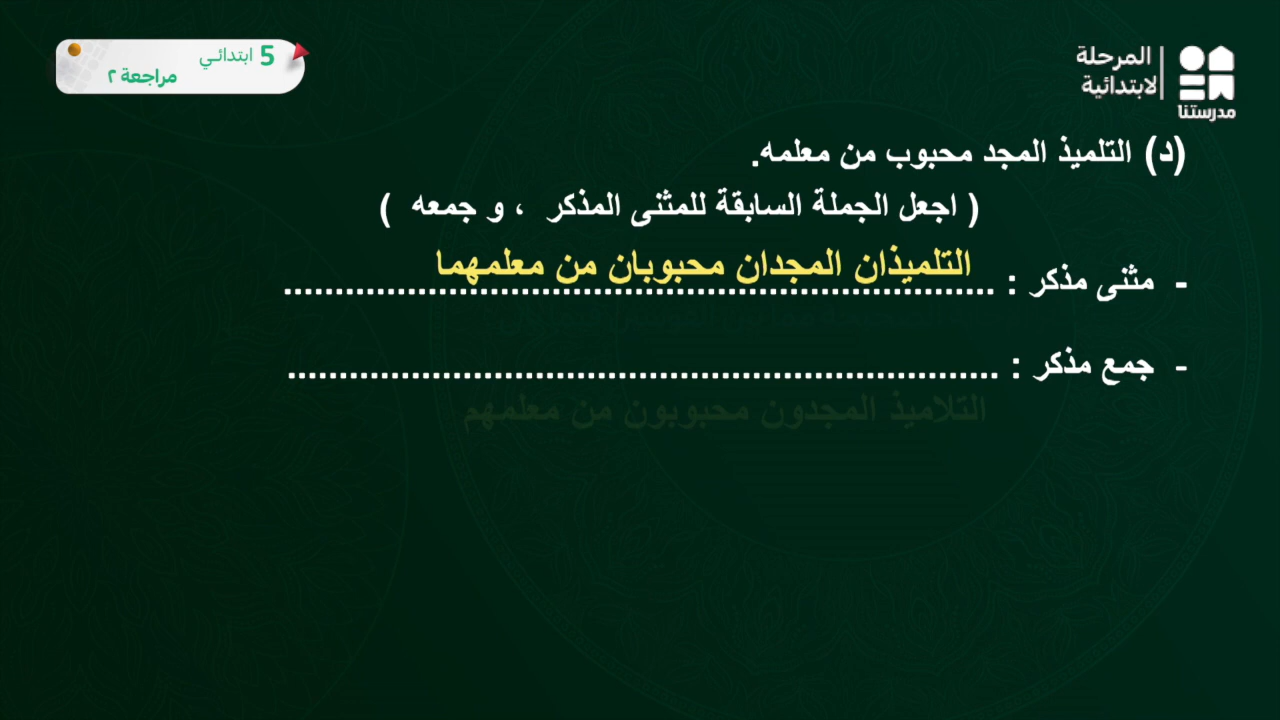 5 ابتدائي
مراجعة ٢
المرحلة
الابتدائية
مدرستنا
(د) التلميذ المجد محبوب من معلمه.
( اجعل الجملة السابقة للمثنى المذكر ، و جمعه )
- مثنى مذكر : ......................................................................
التلميذان المجدان محبوبان من معلمهما
- جمع مذكر : ......................................................................
التلاميذ المجدون محبوبون من معلمهم